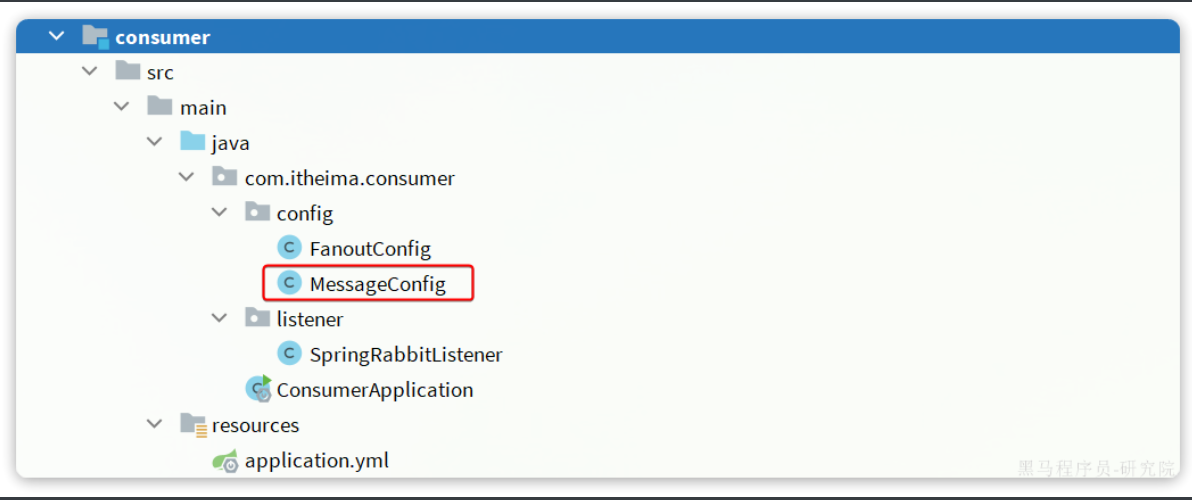 consumer
src
main
java
com.itheima.consumer
config
FanoutConfig
MessageConfig
listener
SpringRabbitListener
ConsumerApplication
resources
application.yml
黑马程序员-研究院